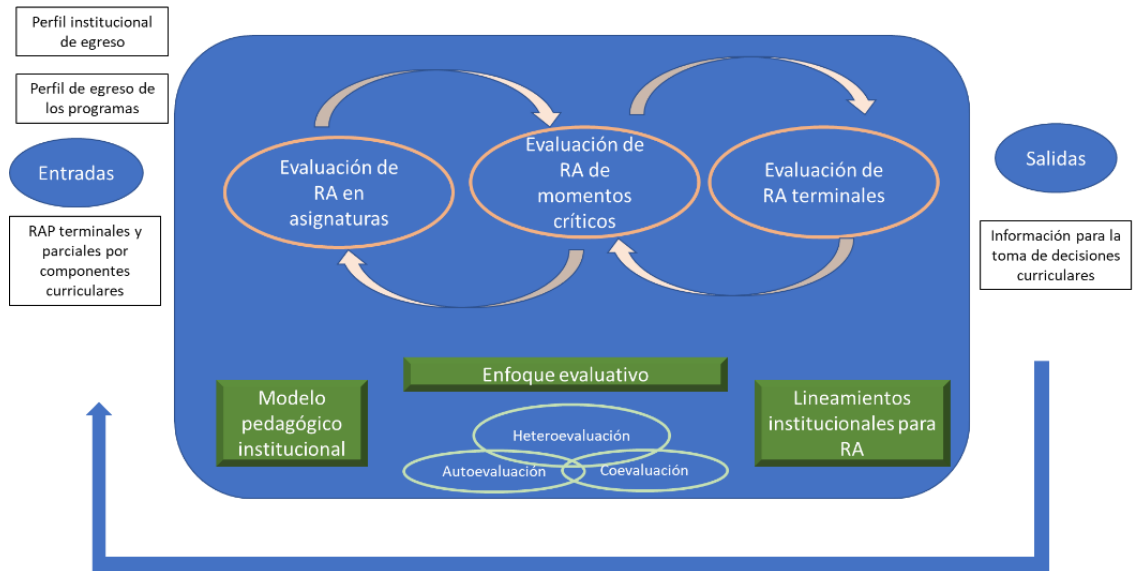 Perfil institucional
de egreso
Perfil de egreso de
los programas
Entradas
RAP terminales y
parciales por
componentes
curriculares
Evaluación de
RA en
asignaturas
Evaluación de
RA de
momentos
críticos
Evaluación de
RA terminales
Salidas
Información para la
toma de decisiones
curriculares
Modelo
pedagógico
institucional
Enfoque evaluativo
Heteroevaluación
Autoevaluación
Coevaluación
Lineamientos
institucionales para
RA